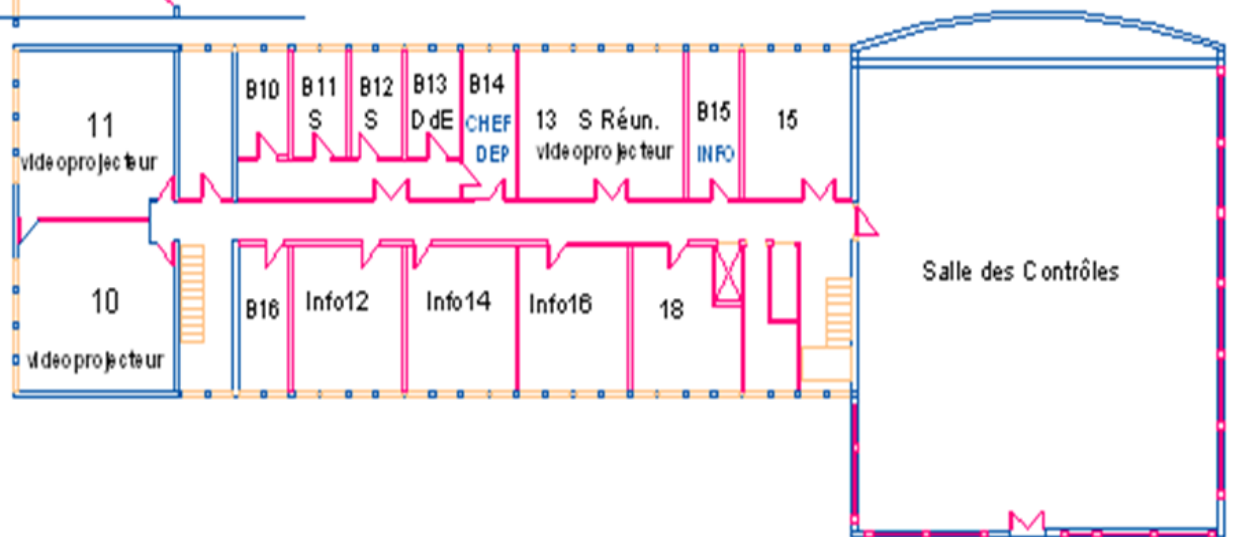 11
videoprojecteur
B10
B11
S
B12
S
B13
D dE
B14
CHEF
DEP
13 S Réun.
videoprojecteur
B15
INFO
15
10
videoprojecteur
B16
Info12
Info14
Info16
18
Salle des Contrôles